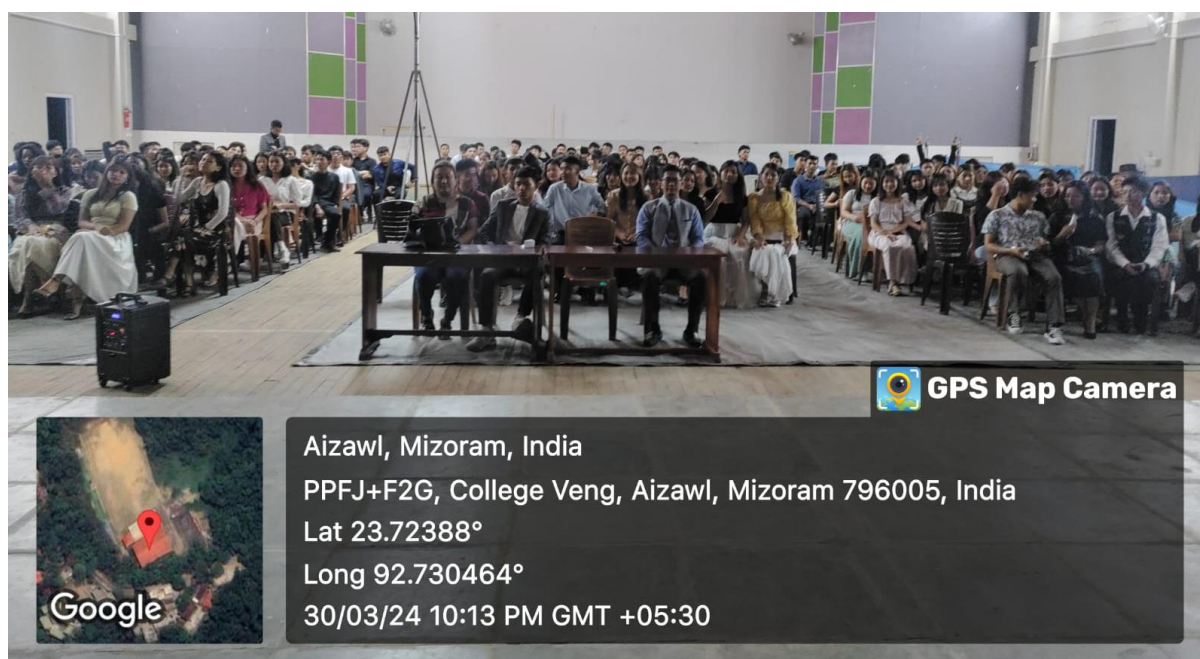 GPS Map Camera
Aizawl, Mizoram, India
PPFJ+F2G, College Veng, Aizawl, Mizoram 796005, India
Lat 23.72388°
Long 92.730464°
30/03/24 10:13 PM GMT +05:30
Google